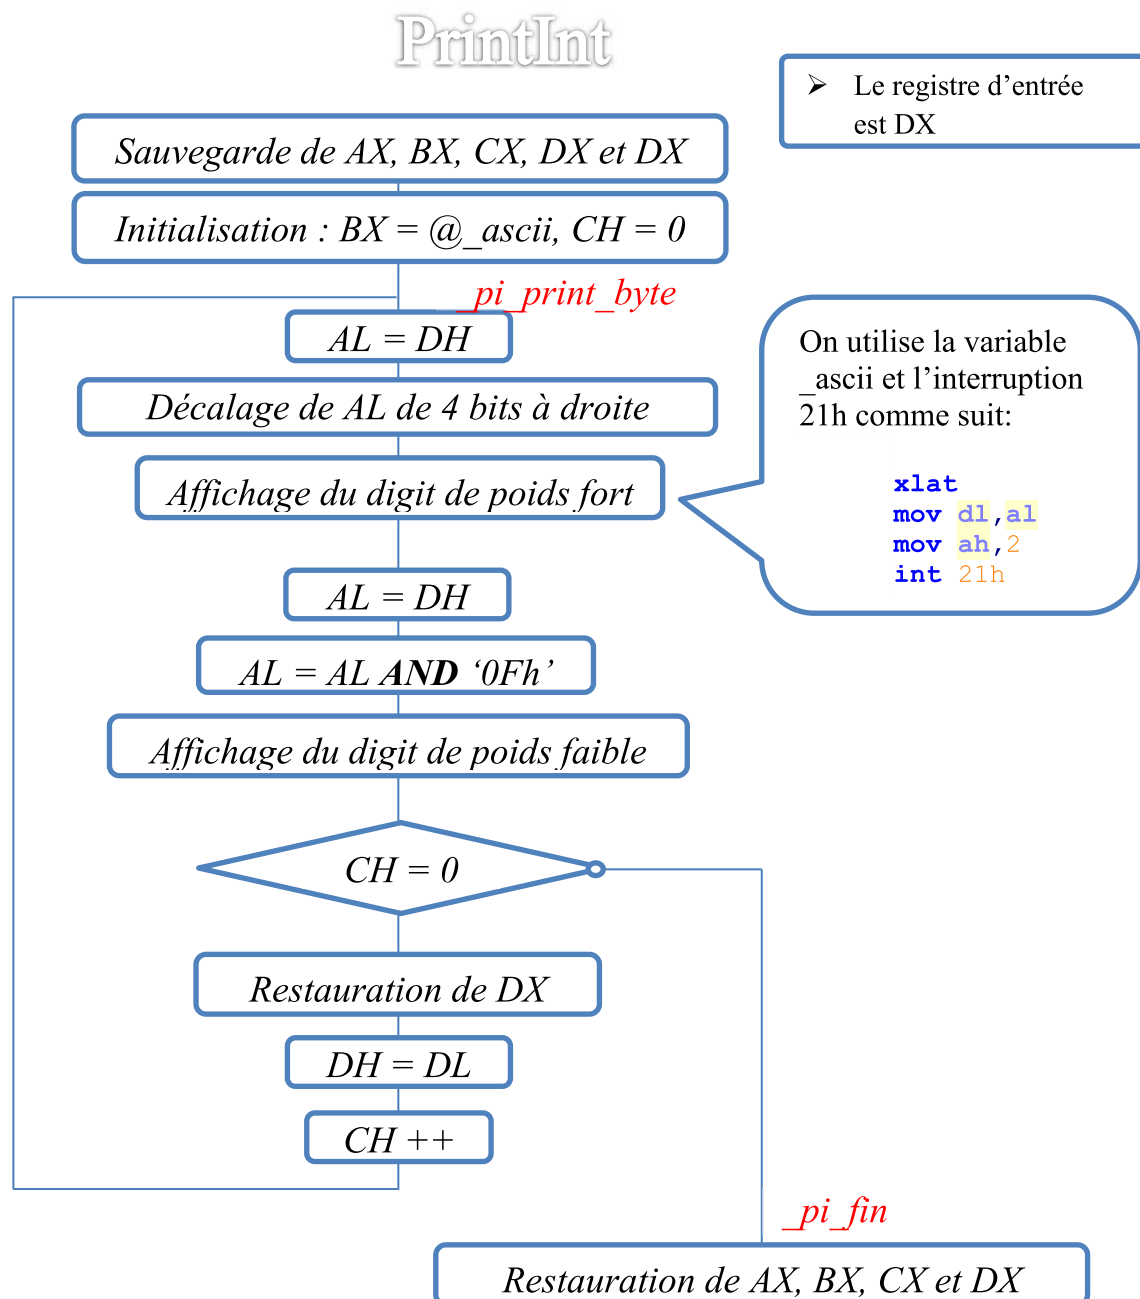 PrintInt
➢ Le registre d’entrée
est DX
Sauvegarde de AX, BX, CX, DX et DX
Initialisation : BX = @_ascii, CH = 0
_pi_print_byte
AL = DH
Décalage de AL de 4 bits à droite
Affichage du digit de poids fort
On utilise la variable
_ascii et l’interruption
21h comme suit:
xlat
mov dl,al
mov ah,2
int 21h
AL = DH
AL = AL AND ‘0Fh’
Affichage du digit de poids faible
CH = 0
Restauration de DX
DH = DL
CH ++
_pi_fin
Restauration de AX, BX, CX et DX